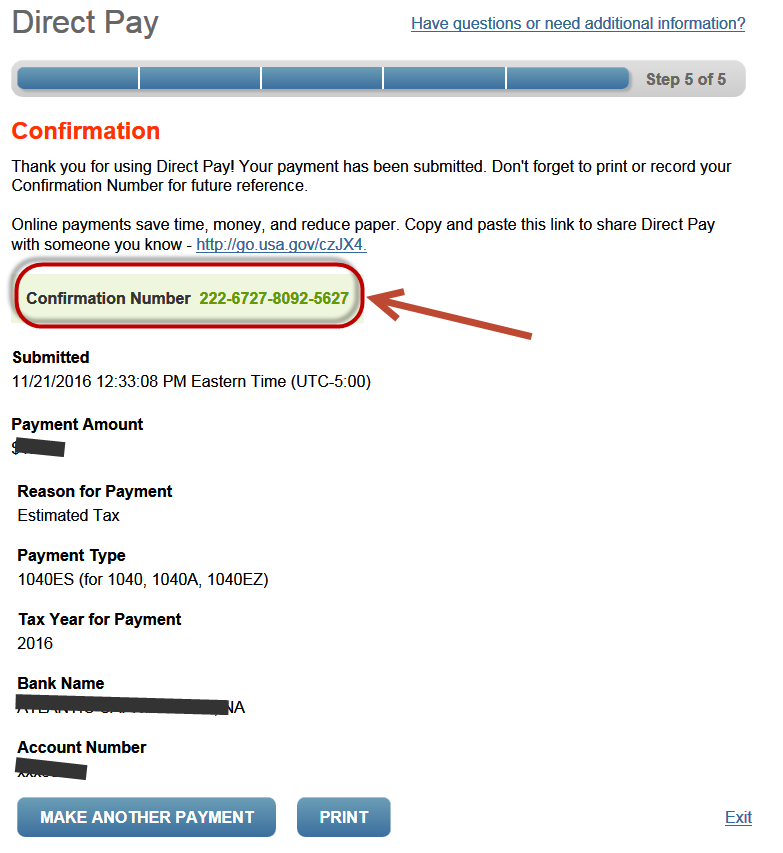 Direct Pay
Have questions or need additional information?
Step 5 of 5
Confirmation
Thank you for using Direct Pay! Your payment has been submitted. Don't forget to print or record your
Confirmation Number for future reference.
Online payments save time, money, and reduce paper. Copy and paste this link to share Direct Pay
with someone you know - http://go.usa.gov/czJX4.
Confirmation Number 222-6727-8092-5627
Submitted
11/21/2016 12:33:08 PM Eastern Time (UTC-5:00)
Payment Amount
$
Reason for Payment
Estimated Tax
Payment Type
1040ES (for 1040, 1040A, 1040EZ)
Tax Year for Payment
2016
Bank Name
NA
Account Number
MAKE ANOTHER PAYMENT
PRINT
Exit